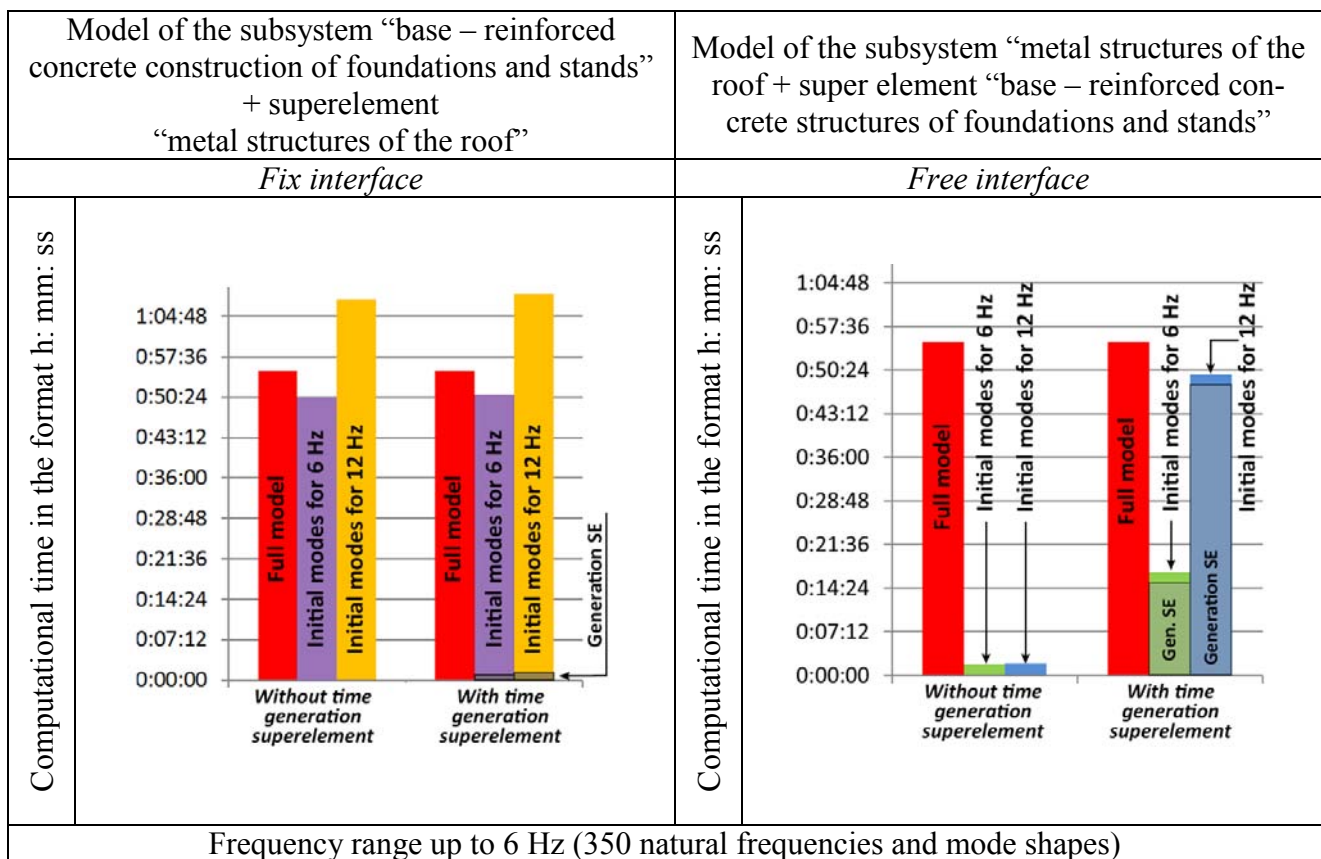 Model of the subsystem “base – reinforced
concrete construction of foundations and stands”
+ superelement
“metal structures of the roof”
Model of the subsystem “metal structures of the
roof + super element “base – reinforced con-
crete structures of foundations and stands”
Fix interface
Free interface
Computational time in the format h: mm: ss
1:04:48
0:57:36
0:50:24
0:43:12
0:36:00
0:28:48
0:21:36
0:14:24
0:07:12
0:00:00
Full model
Initial modes for 6 Hz
Initial modes for 12 Hz
Full model
Initial modes for 6 Hz
Initial modes for 12 Hz
Generation SE
Without time
generation
superelement
With time
generation
superelement
Computational time in the format h: mm: ss
1:04:48
0:57:36
0:50:24
0:43:12
0:36:00
0:28:48
0:21:36
0:14:24
0:07:12
0:00:00
Full model
Initial modes for 6 Hz
Initial modes for 12 Hz
Full model
Initial modes for 6 Hz
Gen. SE
Generation SE
Initial modes for 12 Hz
Without time
generation
superelement
With time
generation
superelement
Frequency range up to 6 Hz (350 natural frequencies and mode shapes)